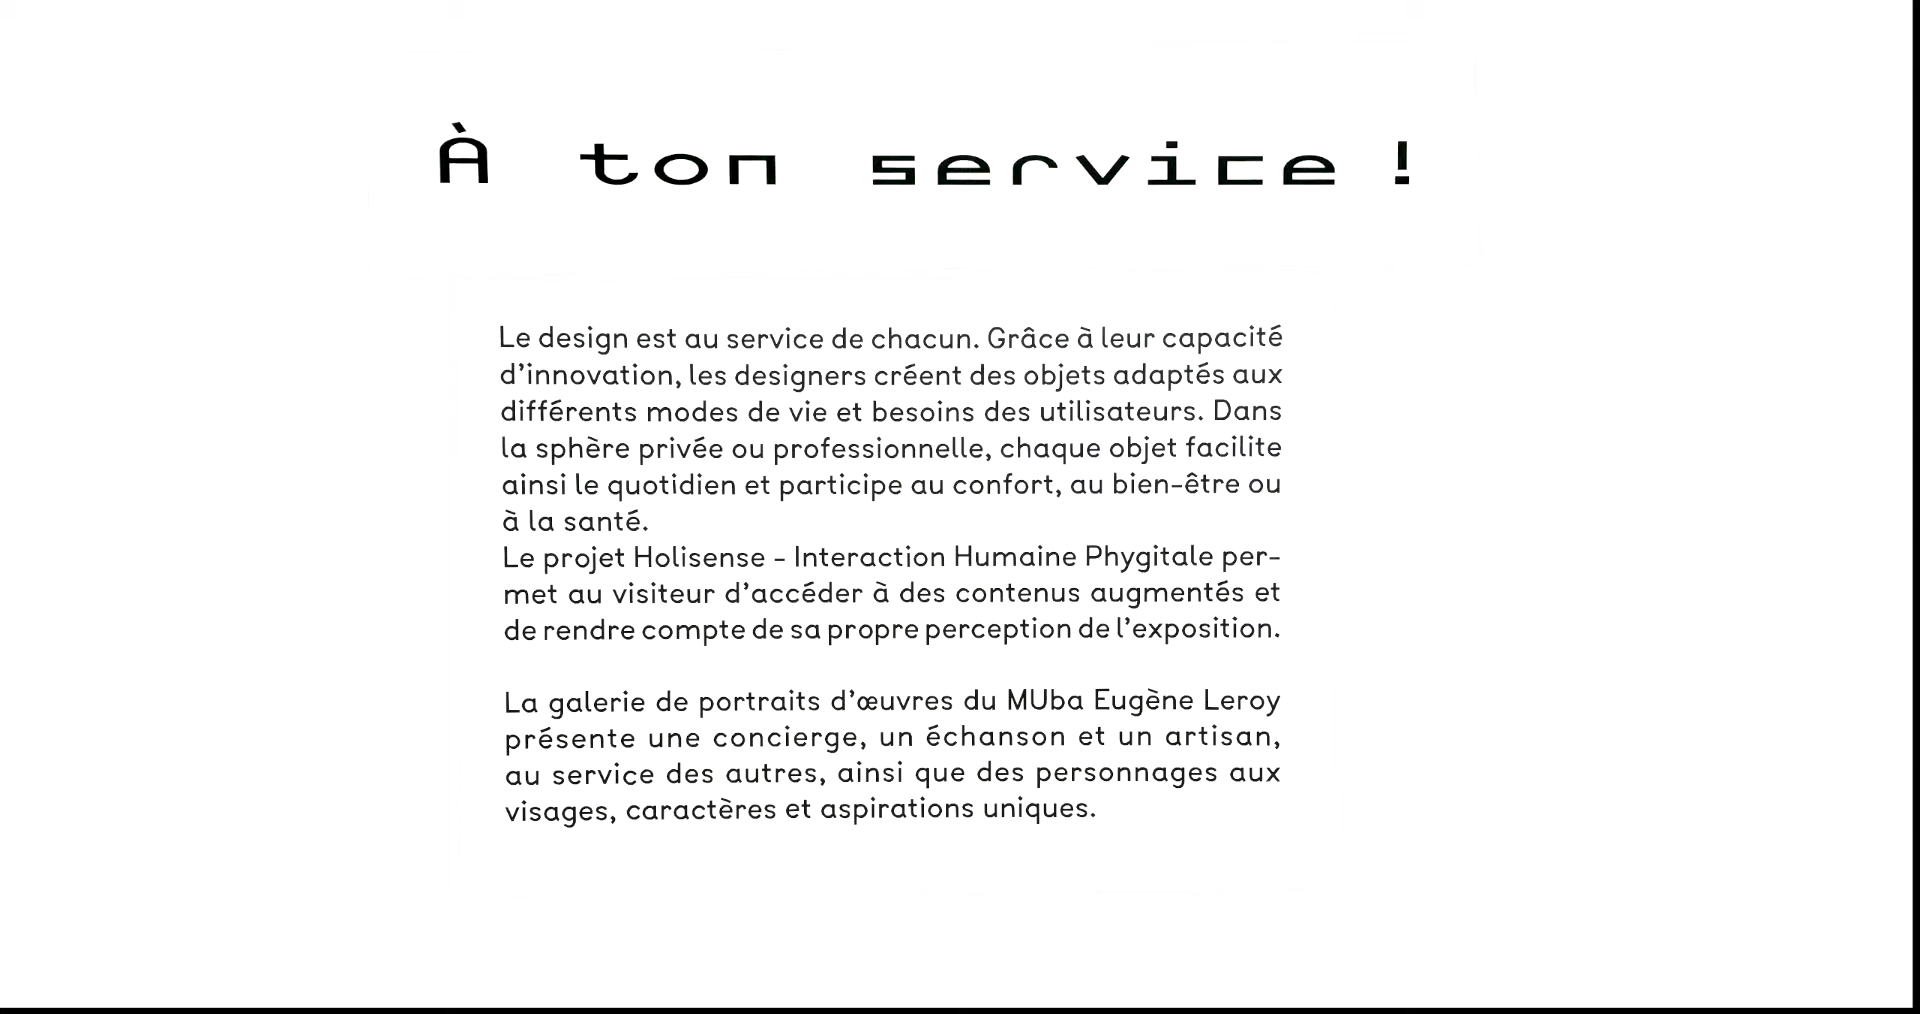 À ton service !
Le design est au service de chacun. Grâce à leur capacité
d'innovation, les designers créent des objets adaptés aux
différents modes de vie et besoins des utilisateurs. Dans
la sphère privée ou professionnelle, chaque objet facilite
ainsi le quotidien et participe au confort, au bien-être ou
à la santé.
Le projet Holisense - Interaction Humaine Phygitale per-
met au visiteur d'accéder à des contenus augmentés et
de rendre compte de sa propre perception de l'exposition.
La galerie de portraits d'œuvres du MUba Eugène Leroy
présente une concierge, un échanson et un artisan,
au service des autres, ainsi que des personnages aux
visages, caractères et aspirations uniques.